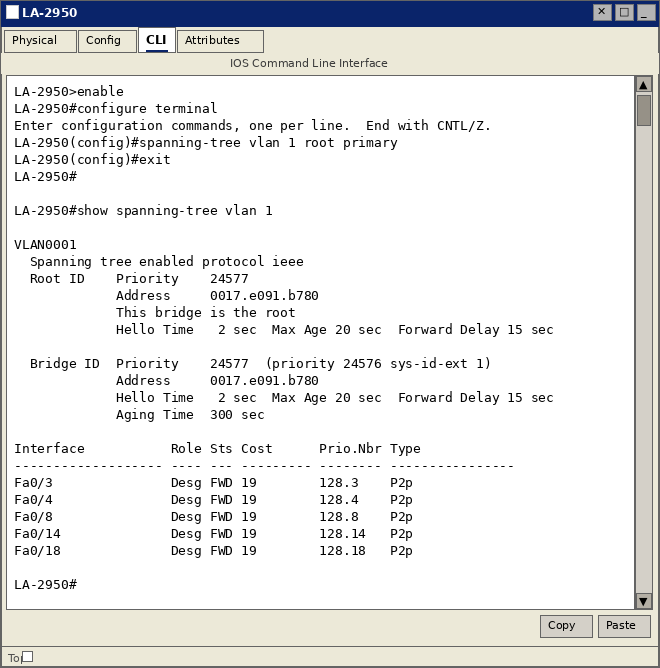 LA-2950
Physical Config CLI Attributes
IOS Command Line Interface
LA-2950>enable
LA-2950#configure terminal
Enter configuration commands, one per line.  End with CNTL/Z.
LA-2950(config)#spanning-tree vlan 1 root primary
LA-2950(config)#exit
LA-2950#
LA-2950#show spanning-tree vlan 1
VLAN0001
  Spanning tree enabled protocol ieee
  Root ID    Priority    24577
             Address     0017.e091.b780
             This bridge is the root
             Hello Time   2 sec  Max Age 20 sec  Forward Delay 15 sec
  Bridge ID  Priority    24577  (priority 24576 sys-id-ext 1)
             Address     0017.e091.b780
             Hello Time   2 sec  Max Age 20 sec  Forward Delay 15 sec
             Aging Time  300 sec
Interface           Role Sts Cost      Prio.Nbr Type
------------------- ---- --- --------- -------- ----------------
Fa0/3               Desg FWD 19        128.3    P2p
Fa0/4               Desg FWD 19        128.4    P2p
Fa0/8               Desg FWD 19        128.8    P2p
Fa0/14              Desg FWD 19        128.14   P2p
Fa0/18              Desg FWD 19        128.18   P2p
LA-2950#
Copy Paste
Top